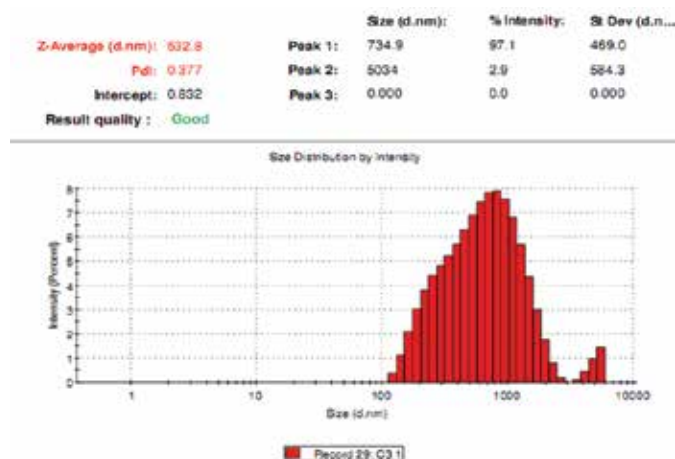 Size (d.nm): % Intensity: St Dev (d.n...
Z-Average (d.nm): 532.8 Peak 1: 734.9 97.1 469.0
PdI: 0.377 Peak 2: 5034 2.9 584.3
Intercept: 0.832 Peak 3: 0.000 0.0 0.000
Result quality : Good
Size Distribution by Intensity
Intensity (Percent)
8
7
6
5
4
3
2
1
0
1 10 100 1000 10000
Size (d.nm)
Record 29: C3 1